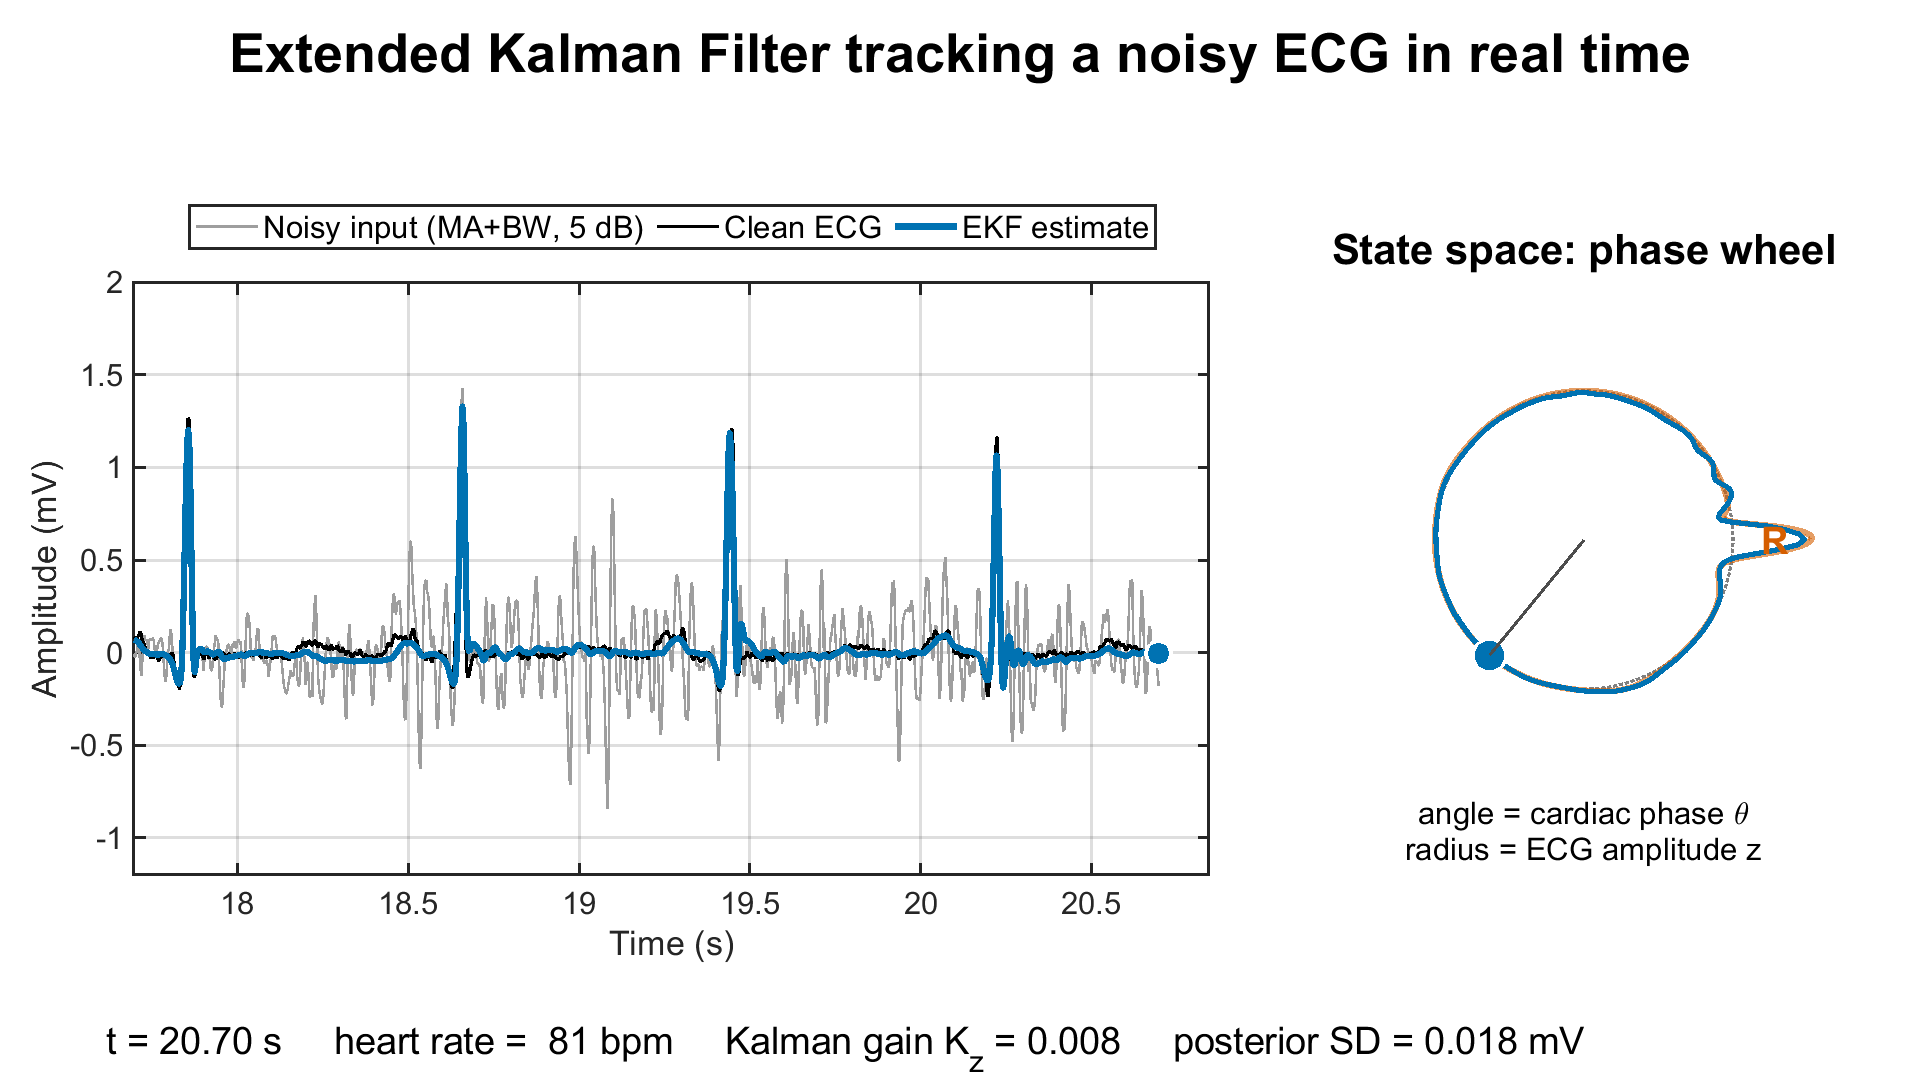 Extended Kalman Filter tracking a noisy ECG in real time
Noisy input (MA+BW, 5 dB) Clean ECG EKF estimate
State space: phase wheel
2
1.5
1
0.5
0
-0.5
-1
Amplitude (mV)
18 18.5 19 19.5 20 20.5
Time (s)
R
angle = cardiac phase θ
radius = ECG amplitude z
t = 20.70 s heart rate = 81 bpm Kalman gain K_z = 0.008 posterior SD = 0.018 mV